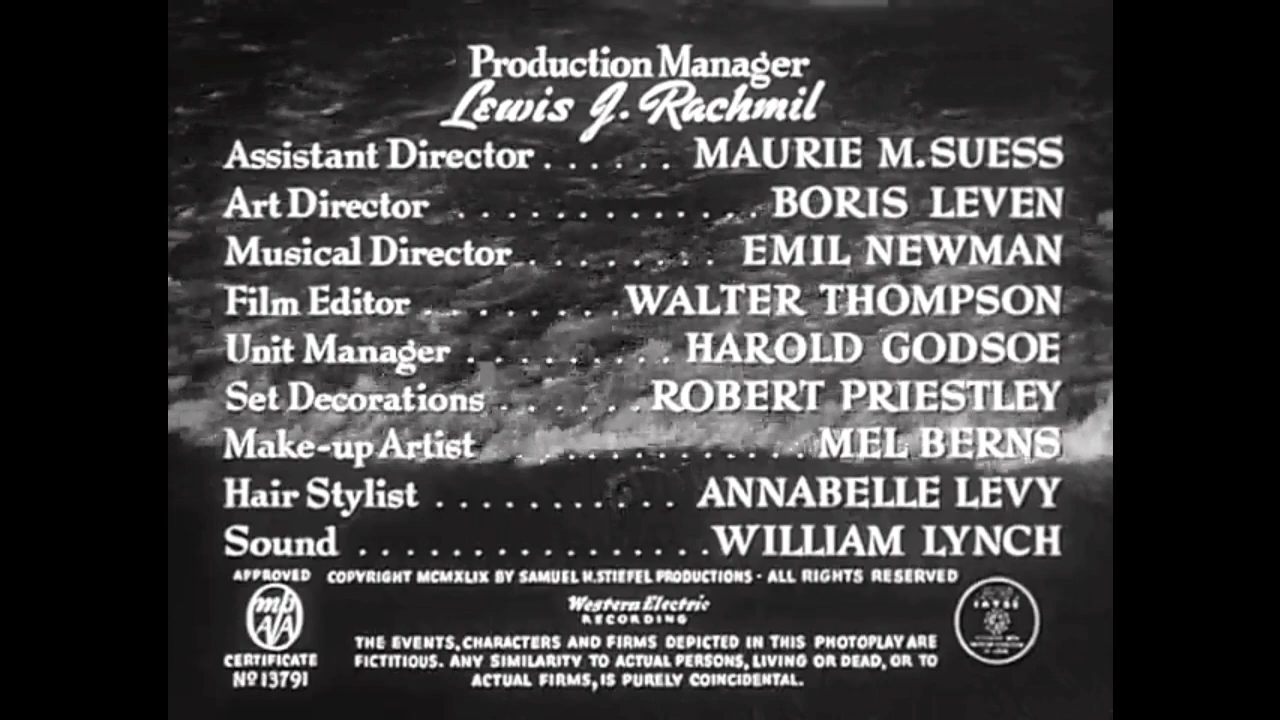 Production Manager
Lewis J. Rachmil
Assistant Director . . . . . . MAURIE M. SUESS
Art Director . . . . . . . . . . . . . BORIS LEVEN
Musical Director . . . . . . . . . EMIL NEWMAN
Film Editor . . . . . . . . . WALTER THOMPSON
Unit Manager . . . . . . . . . HAROLD GODSOE
Set Decorations . . . . . . ROBERT PRIESTLEY
Make-up Artist . . . . . . . . . . . . . MEL BERNS
Hair Stylist . . . . . . . . . . . ANNABELLE LEVY
Sound . . . . . . . . . . . . . . . WILLIAM LYNCH
APPROVED
MPAA
CERTIFICATE
Nº 13791
COPYRIGHT MCMXLIX BY SAMUEL H. STIEFEL PRODUCTIONS - ALL RIGHTS RESERVED
Western Electric
RECORDING
THE EVENTS, CHARACTERS AND FIRMS DEPICTED IN THIS PHOTOPLAY ARE
FICTITIOUS. ANY SIMILARITY TO ACTUAL PERSONS, LIVING OR DEAD, OR TO
ACTUAL FIRMS, IS PURELY COINCIDENTAL.
IATSE